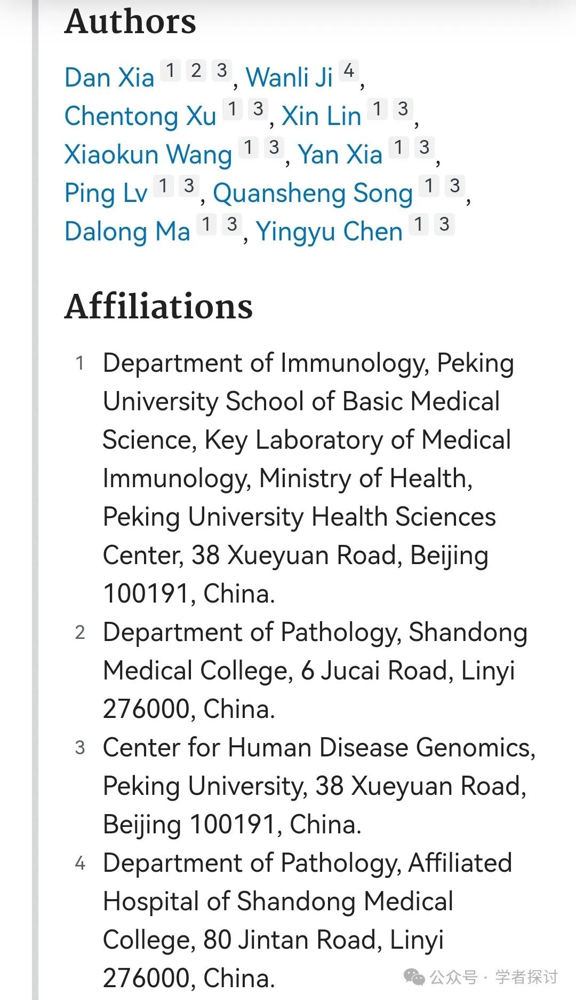 Authors
Dan Xia 1 2 3, Wanli Ji 4,
Chentong Xu 1 3, Xin Lin 1 3,
Xiaokun Wang 1 3, Yan Xia 1 3,
Ping Lv 1 3, Quansheng Song 1 3,
Dalong Ma 1 3, Yingyu Chen 1 3
Affiliations
1 Department of Immunology, Peking
University School of Basic Medical
Science, Key Laboratory of Medical
Immunology, Ministry of Health,
Peking University Health Sciences
Center, 38 Xueyuan Road, Beijing
100191, China.
2 Department of Pathology, Shandong
Medical College, 6 Jucai Road, Linyi
276000, China.
3 Center for Human Disease Genomics,
Peking University, 38 Xueyuan Road,
Beijing 100191, China.
4 Department of Pathology, Affiliated
Hospital of Shandong Medical
College, 80 Jintan Road, Linyi
276000, China.
公众号 · 学者探讨